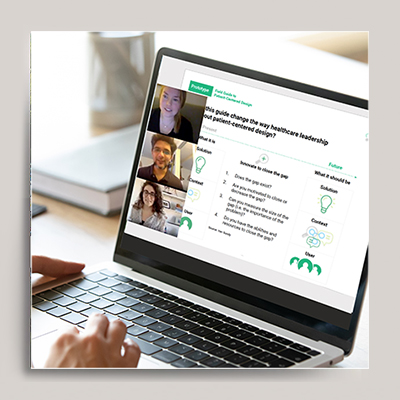 Prototype
Field Guide to
Patient-Centered Design
this guide change the way healthcare leadership
out patient-centered design?
Present
Future
What it is
What it should be
Solution
Context
User
Innovate to close the gap
1. Does the gap exist?
2. Are you motivated to close or
decrease the gap?
3. Can you measure the size of the
gap (i.e. the importance of the
problem)?
4. Do you have the abilities and
resources to close the gap?
Solution
Context
User